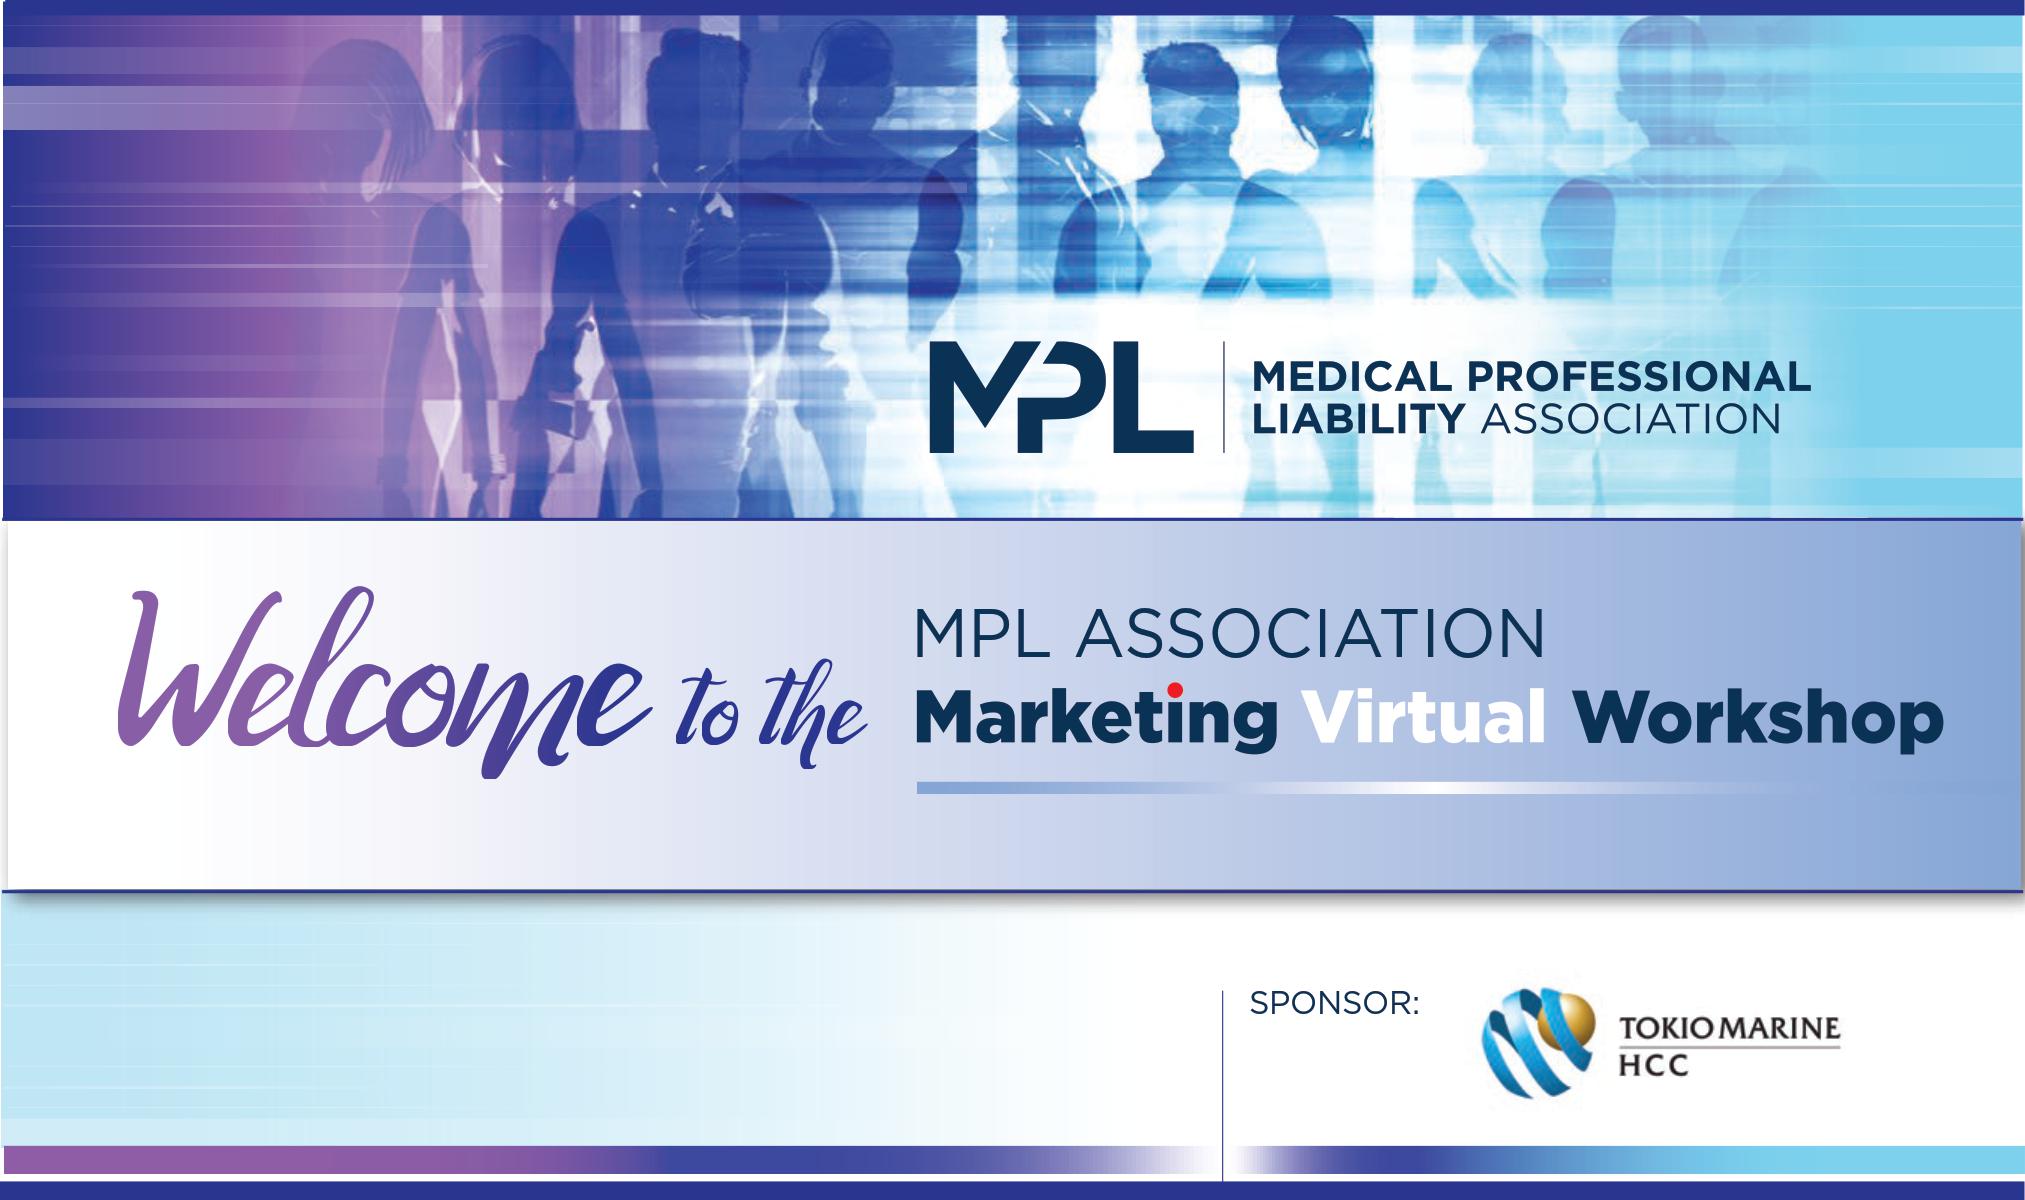 MPL
MEDICAL PROFESSIONAL
LIABILITY ASSOCIATION
Welcome to the
MPL ASSOCIATION
Marketing Virtual Workshop
SPONSOR:
TOKIO MARINE
HCC